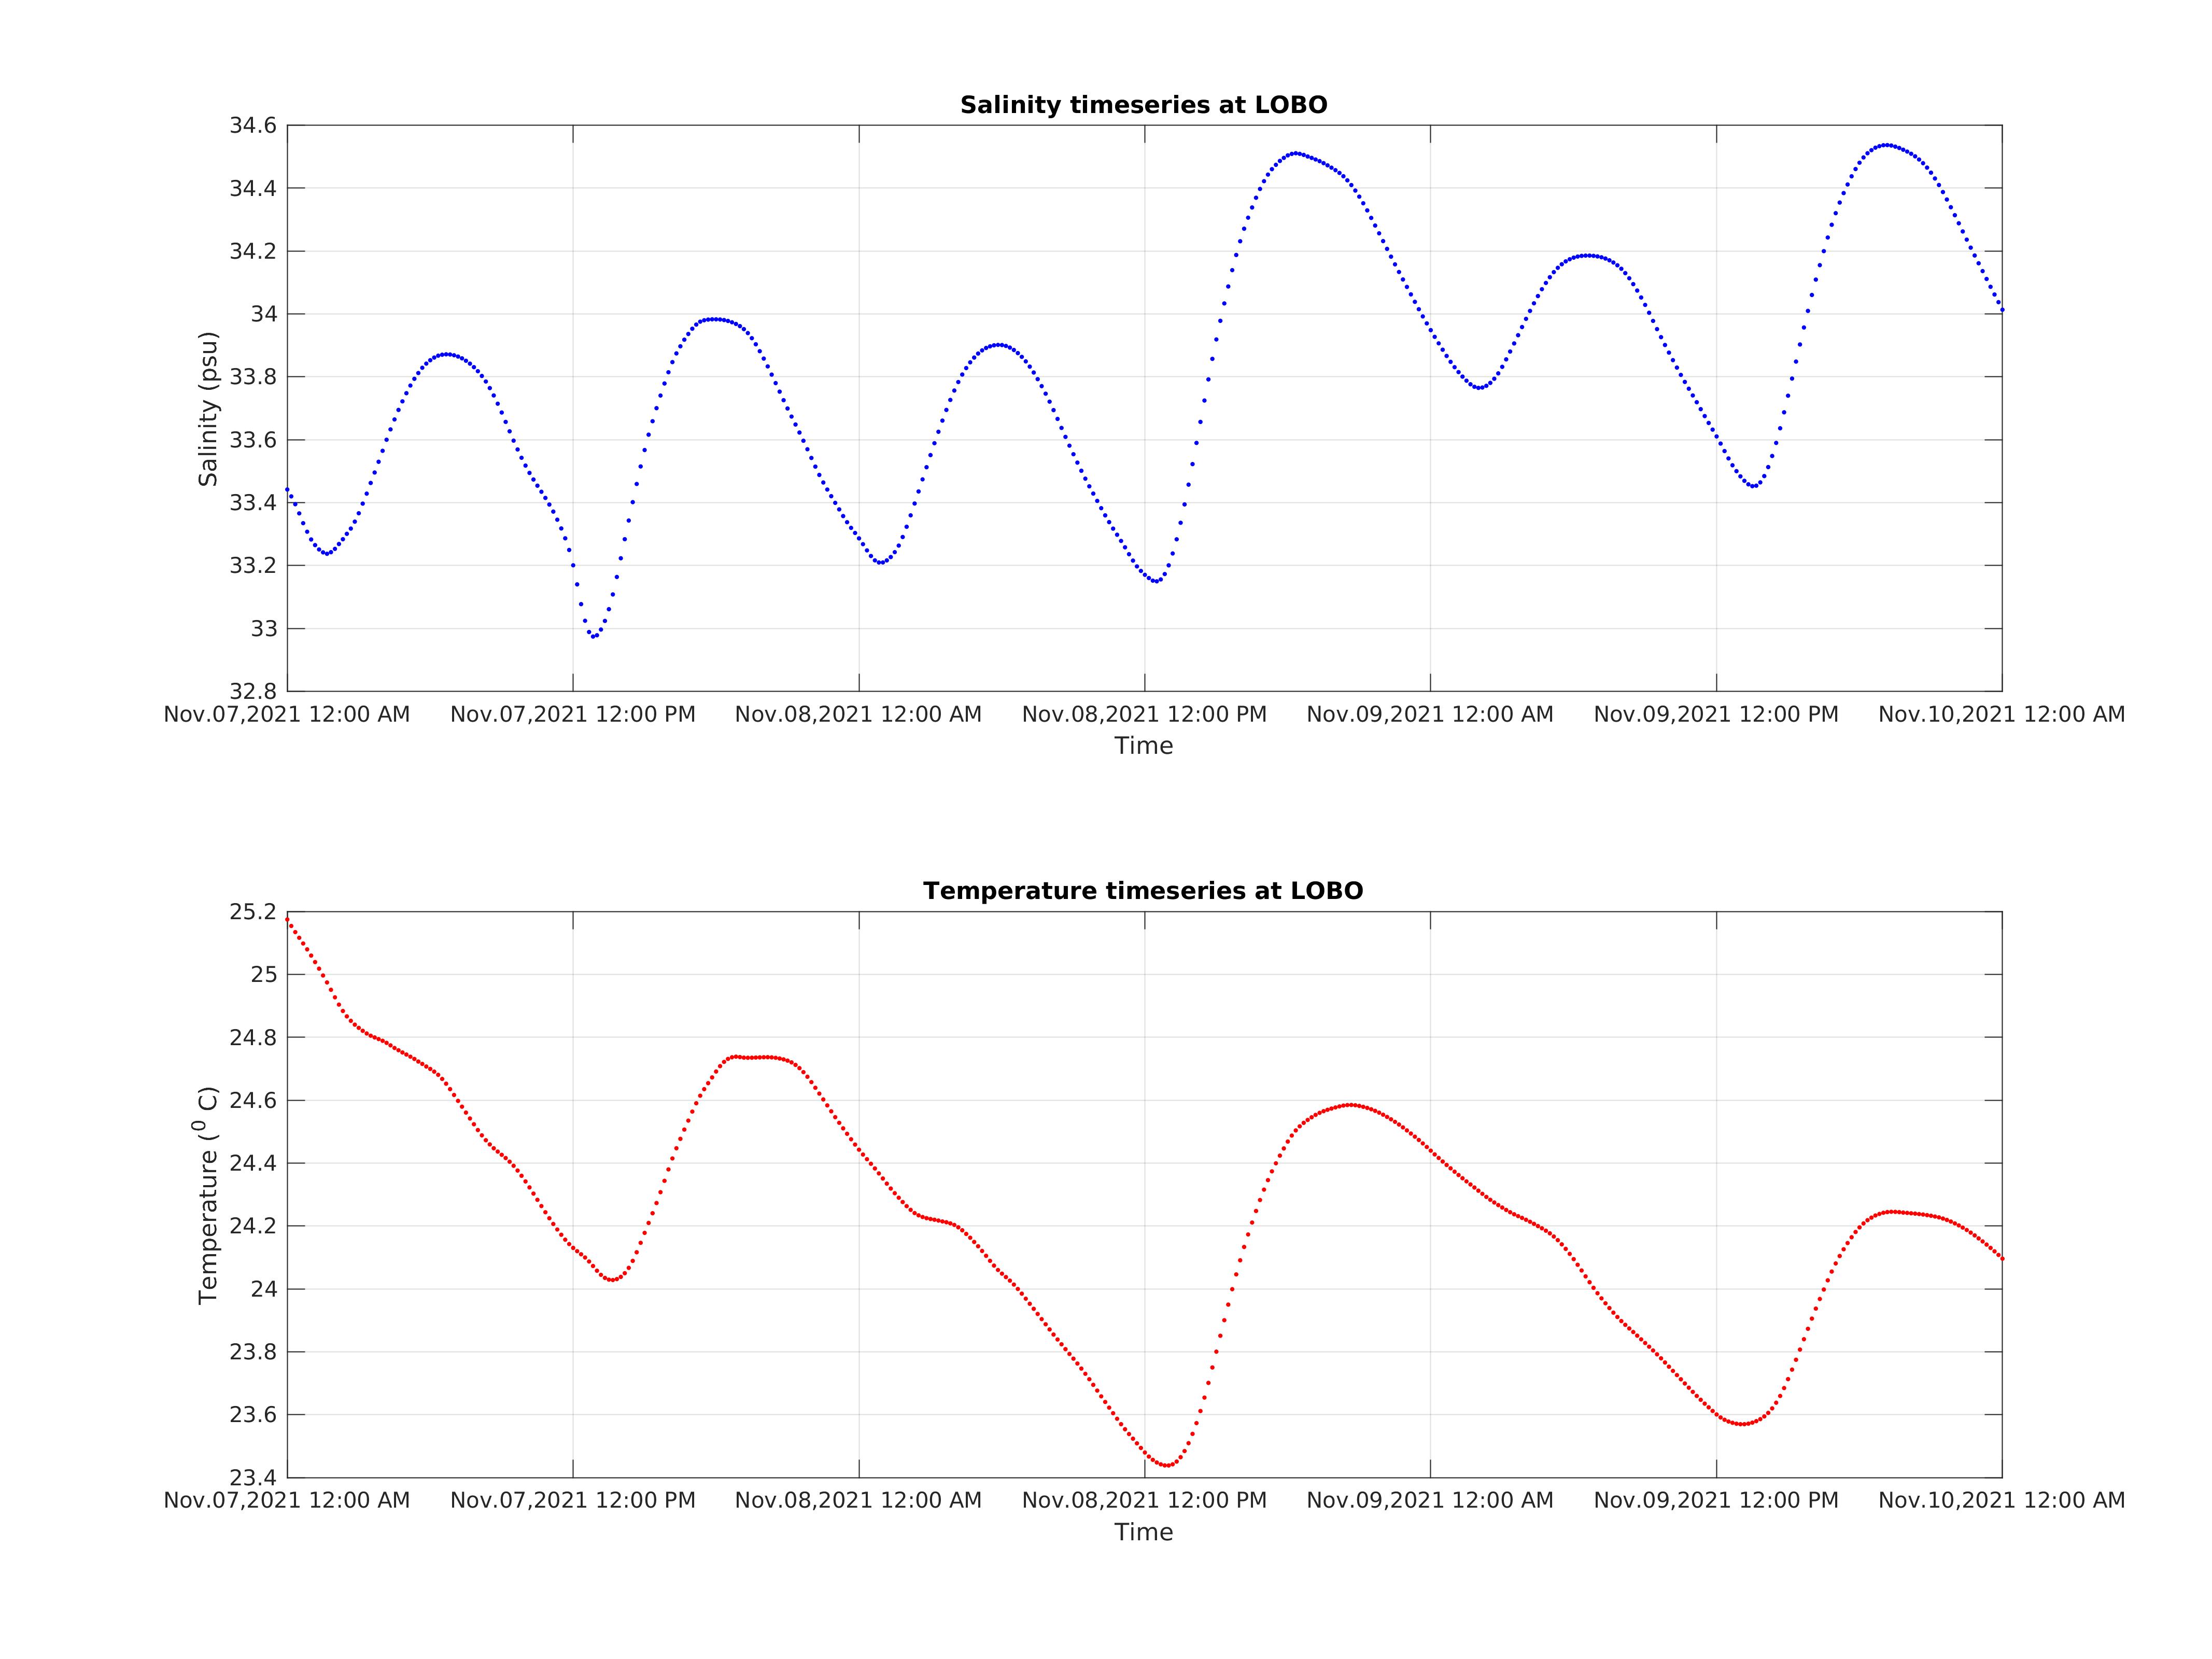 Salinity timeseries at LOBO
34.6
34.4
34.2
34
33.8
33.6
33.4
33.2
33
32.8
Salinity (psu)
Nov.07,2021 12:00 AM Nov.07,2021 12:00 PM Nov.08,2021 12:00 AM Nov.08,2021 12:00 PM Nov.09,2021 12:00 AM Nov.09,2021 12:00 PM Nov.10,2021 12:00 AM
Time
Temperature timeseries at LOBO
25.2
25
24.8
24.6
24.4
24.2
24
23.8
23.6
23.4
Temperature (⁰ C)
Nov.07,2021 12:00 AM Nov.07,2021 12:00 PM Nov.08,2021 12:00 AM Nov.08,2021 12:00 PM Nov.09,2021 12:00 AM Nov.09,2021 12:00 PM Nov.10,2021 12:00 AM
Time